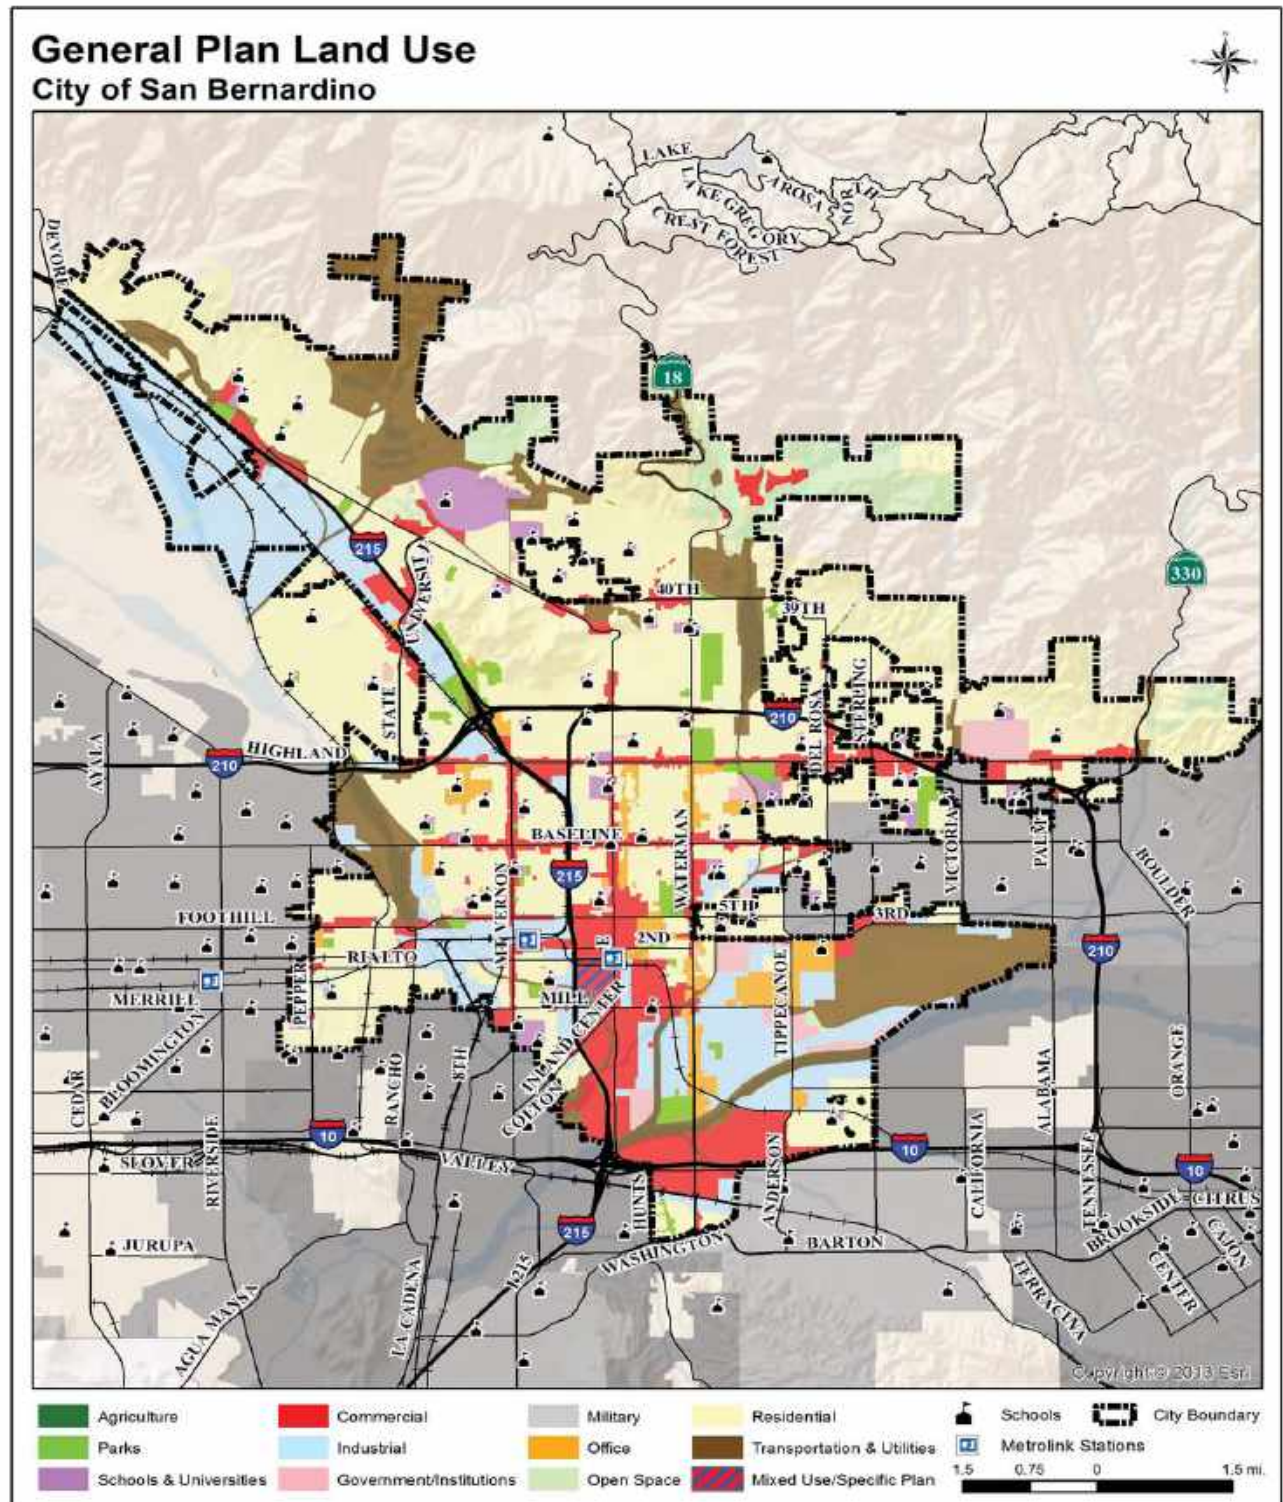 General Plan Land Use
City of San Bernardino
LAKE
LAKE GREGORY
AROSA
NORTH
CREST FOREST
DEVORE
18
330
215
UNIVERSITY
40TH
39TH
STATE
DEL ROSA
STERLING
210
HIGHLAND
210
AYALA
BASELINE
WATERMAN
VICTORIA
PALM
BOULDER
215
MT VERNON
5TH
3RD
FOOTHILL
E
2ND
210
RIALTO
PEPPER
MERRILL
MILL
TIPPECANOE
BLOOMINGTON
INLAND CENTER
COLTON
CEDAR
RANCHO
8TH
ALABAMA
ORANGE
RIVERSIDE
10
10
10
SLOVER
VALLEY
HUNTS
ANDERSON
CALIFORNIA
TENNESSEE
CITRUS
BROOKSIDE
CAJON
215
JURUPA
WASHINGTON
BARTON
CENTER
I 215
TERRACINA
AGUA MANSA
LA CADENA
Copyright:© 2013 Esri
Agriculture
Commercial
Military
Residential
Schools
City Boundary
Parks
Industrial
Office
Transportation & Utilities
Metrolink Stations
Schools & Universities
Government/Institutions
Open Space
Mixed Use/Specific Plan
1.5 0.75 0 1.5 mi.